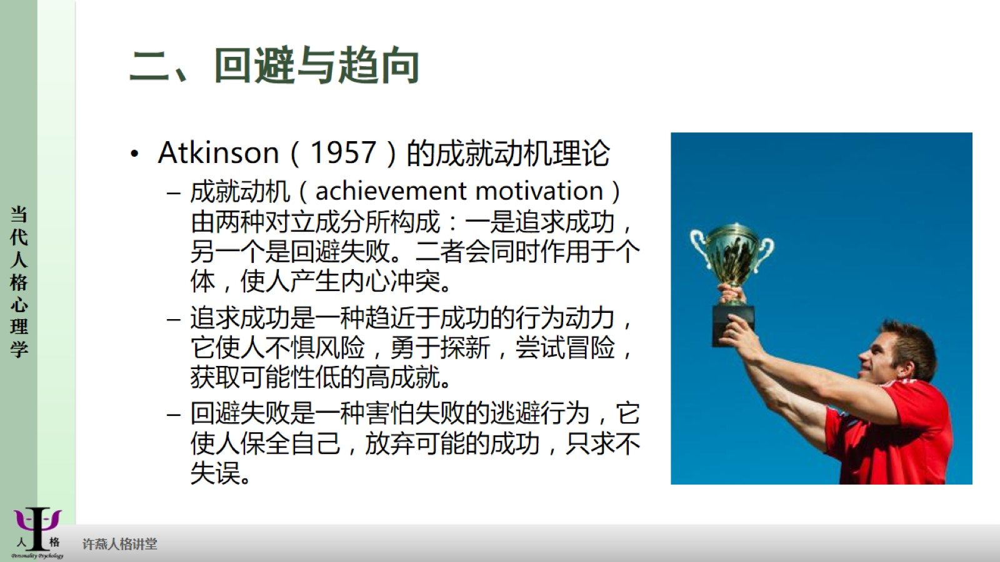 二、回避与趋向
• Atkinson（1957）的成就动机理论
– 成就动机（achievement motivation）
由两种对立成分所构成：一是追求成功，
另一个是回避失败。二者会同时作用于个
体，使人产生内心冲突。
– 追求成功是一种趋近于成功的行为动力，
它使人不惧风险，勇于探新，尝试冒险，
获取可能性低的高成就。
– 回避失败是一种害怕失败的逃避行为，它
使人保全自己，放弃可能的成功，只求不
失误。
当代人格心理学
人格
Personality Psychology
许燕人格讲堂